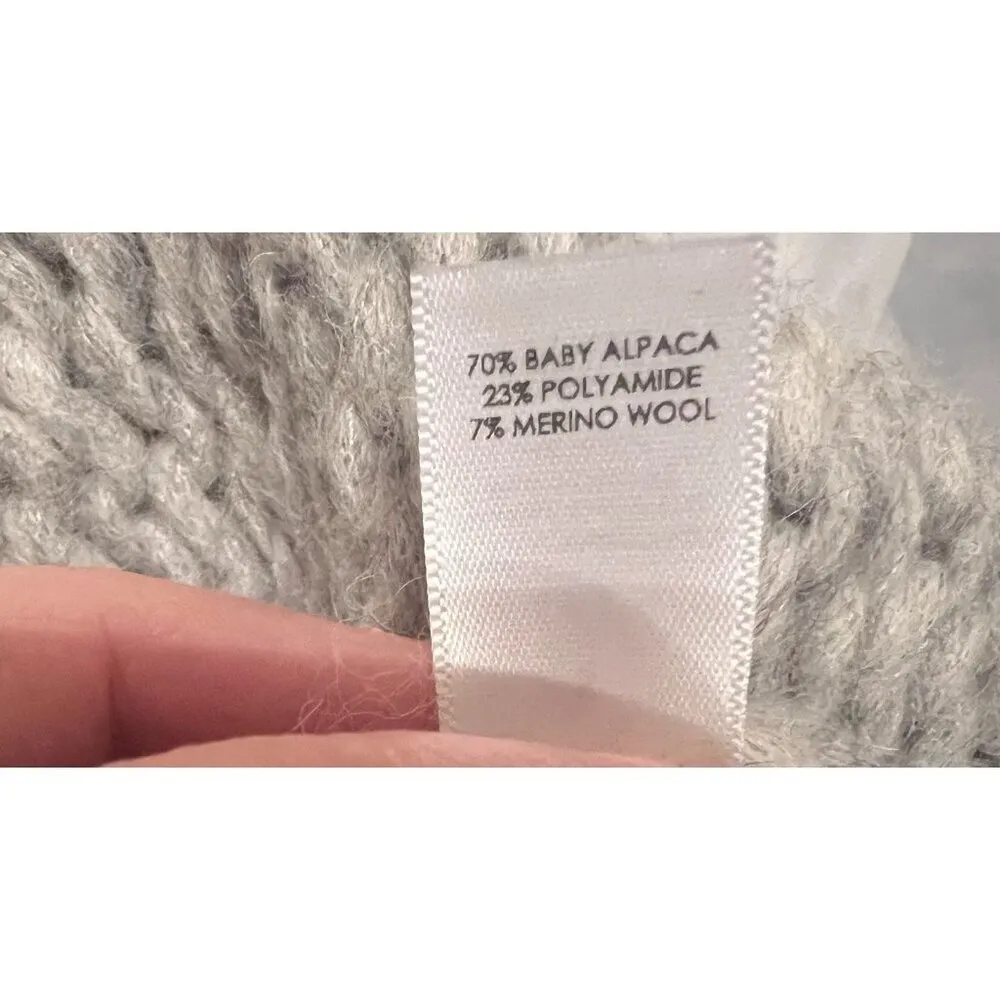 70% BABY ALPACA
23% POLYAMIDE
7% MERINO WOOL